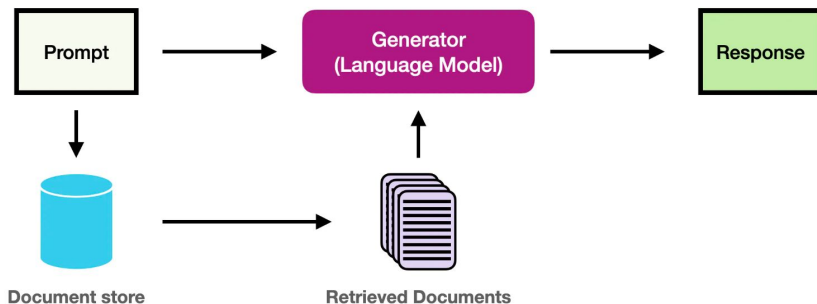 Prompt
Generator
(Language Model)
Response
Document store
Retrieved Documents